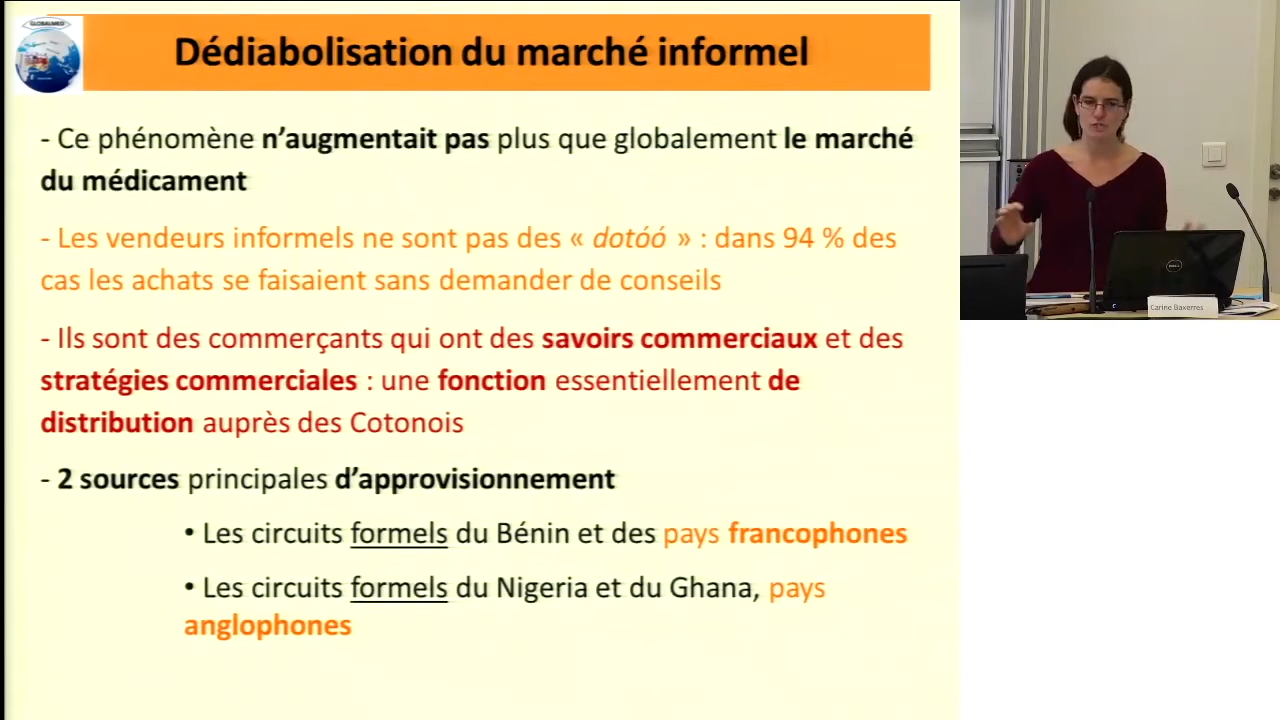 GLOBALMED
Dédiabolisation du marché informel
- Ce phénomène n’augmentait pas plus que globalement le marché
du médicament
- Les vendeurs informels ne sont pas des « dotóó » : dans 94 % des
cas les achats se faisaient sans demander de conseils
- Ils sont des commerçants qui ont des savoirs commerciaux et des
stratégies commerciales : une fonction essentiellement de
distribution auprès des Cotonois
- 2 sources principales d’approvisionnement
• Les circuits formels du Bénin et des pays francophones
• Les circuits formels du Nigeria et du Ghana, pays
anglophones
DELL
Carine Baxerres